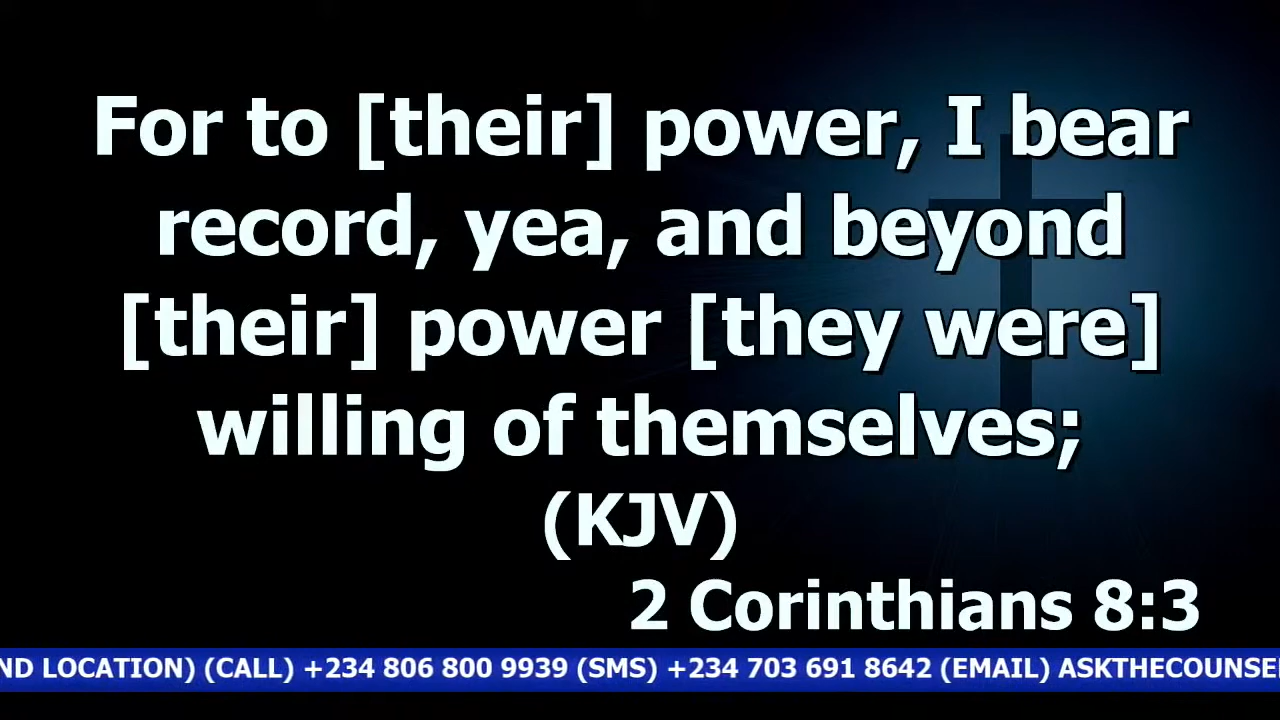 For to [their] power, I bear
record, yea, and beyond
[their] power [they were]
willing of themselves;
(KJV)
2 Corinthians 8:3
ND LOCATION) (CALL) +234 806 800 9939 (SMS) +234 703 691 8642 (EMAIL) ASKTHECOUNSE